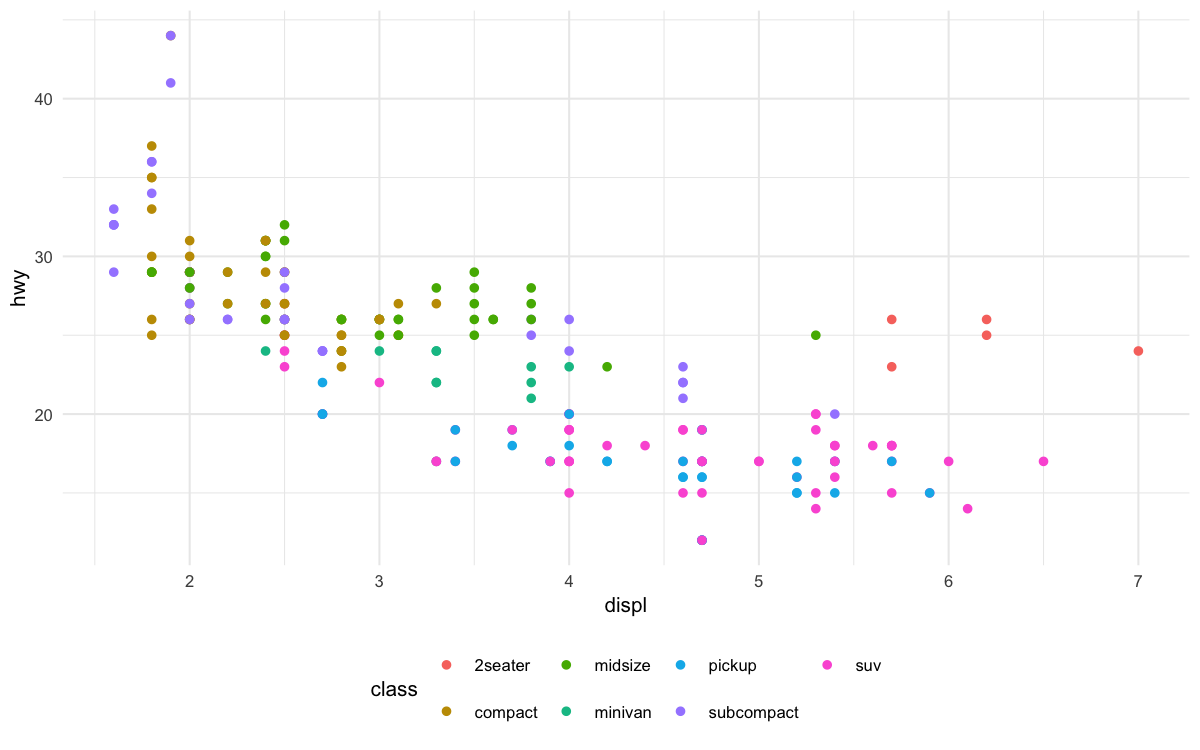 hwy
40
30
20
2 3 4 5 6 7
displ
class
2seater midsize pickup suv
compact minivan subcompact